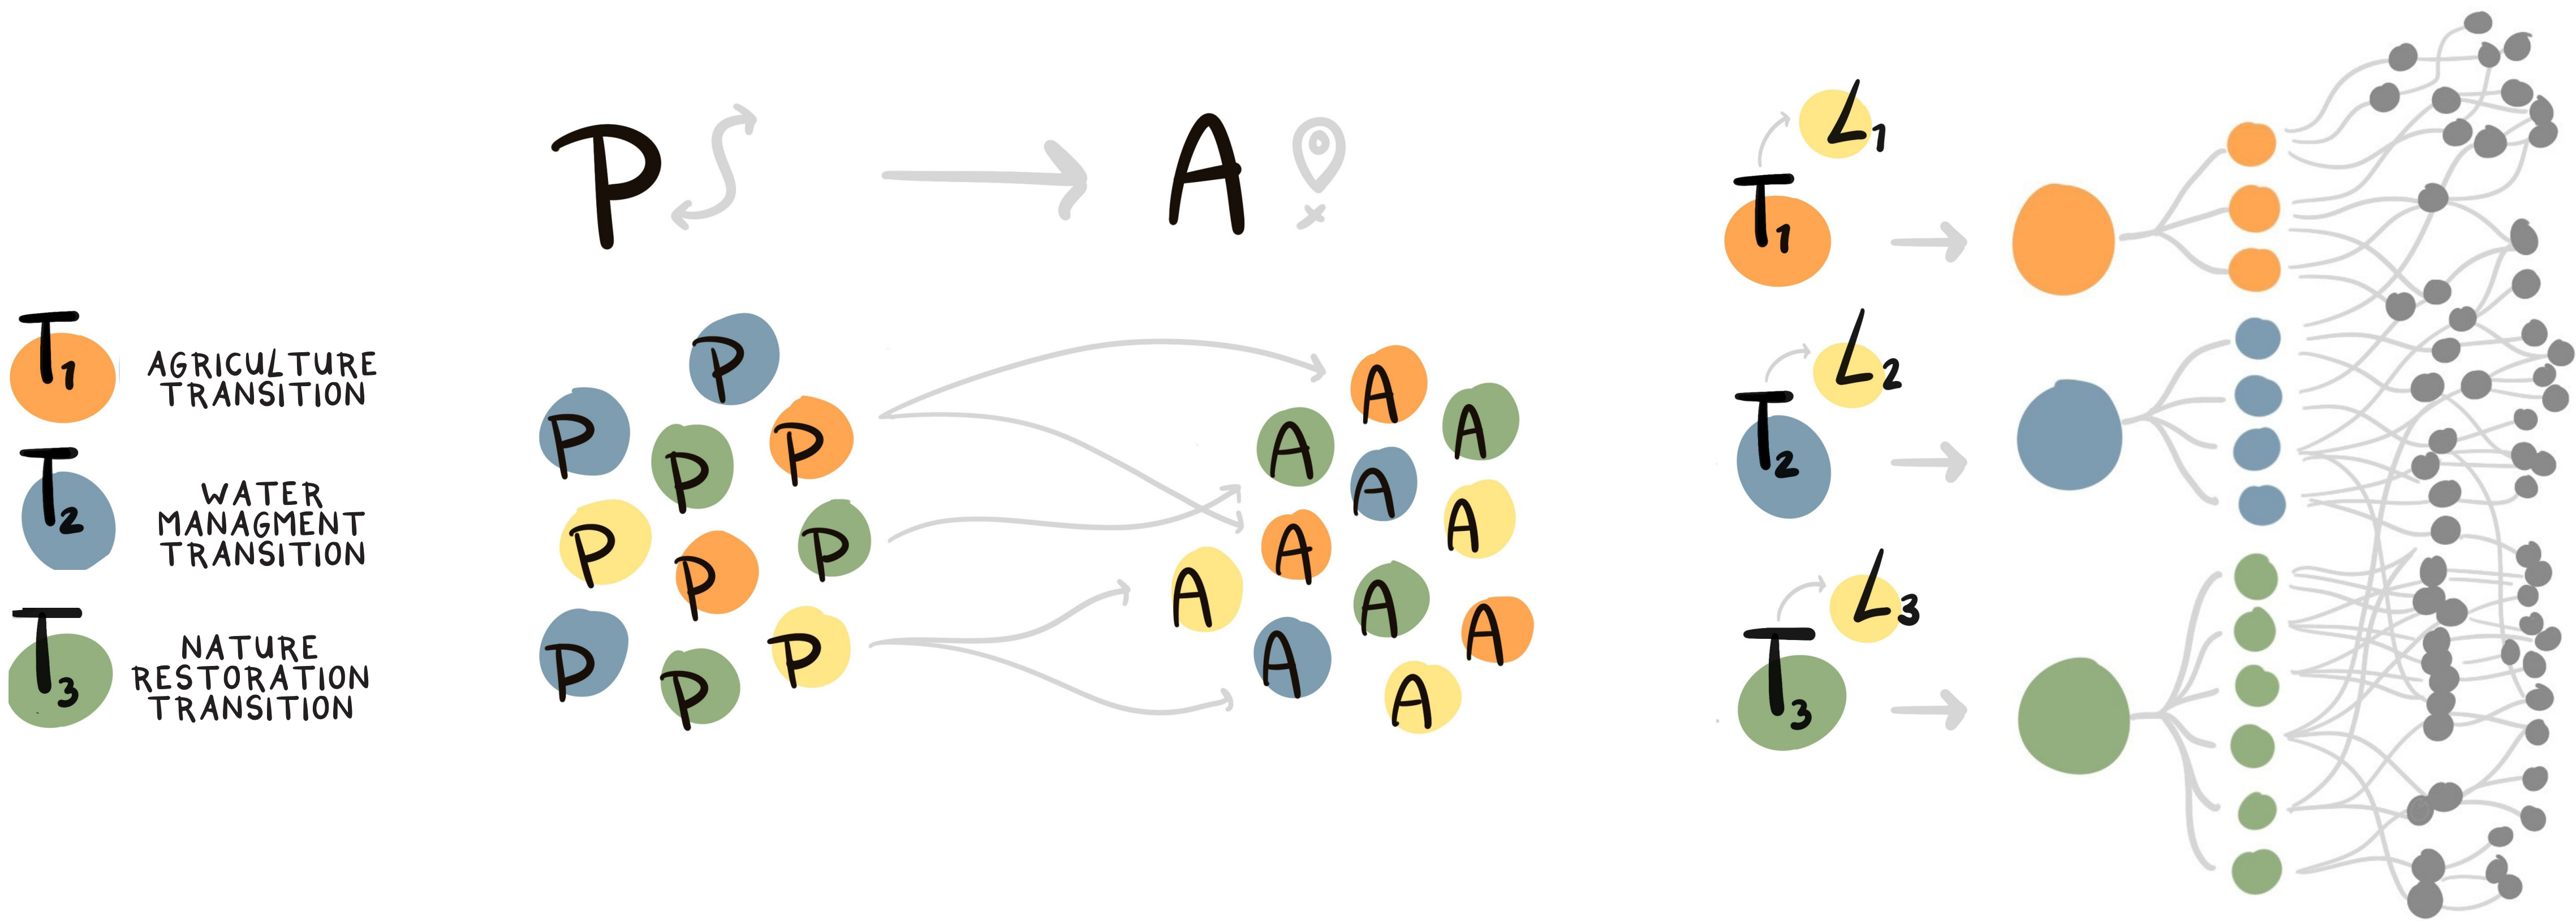 T1
AGRICULTURE
TRANSITION
T2
WATER
MANAGMENT
TRANSITION
T3
NATURE
RESTORATION
TRANSITION
P
A
P
P
P
P
P
P
P
P
P
P
A
A
A
A
A
A
A
A
A
A
A
L1
T1
L2
T2
L3
T3